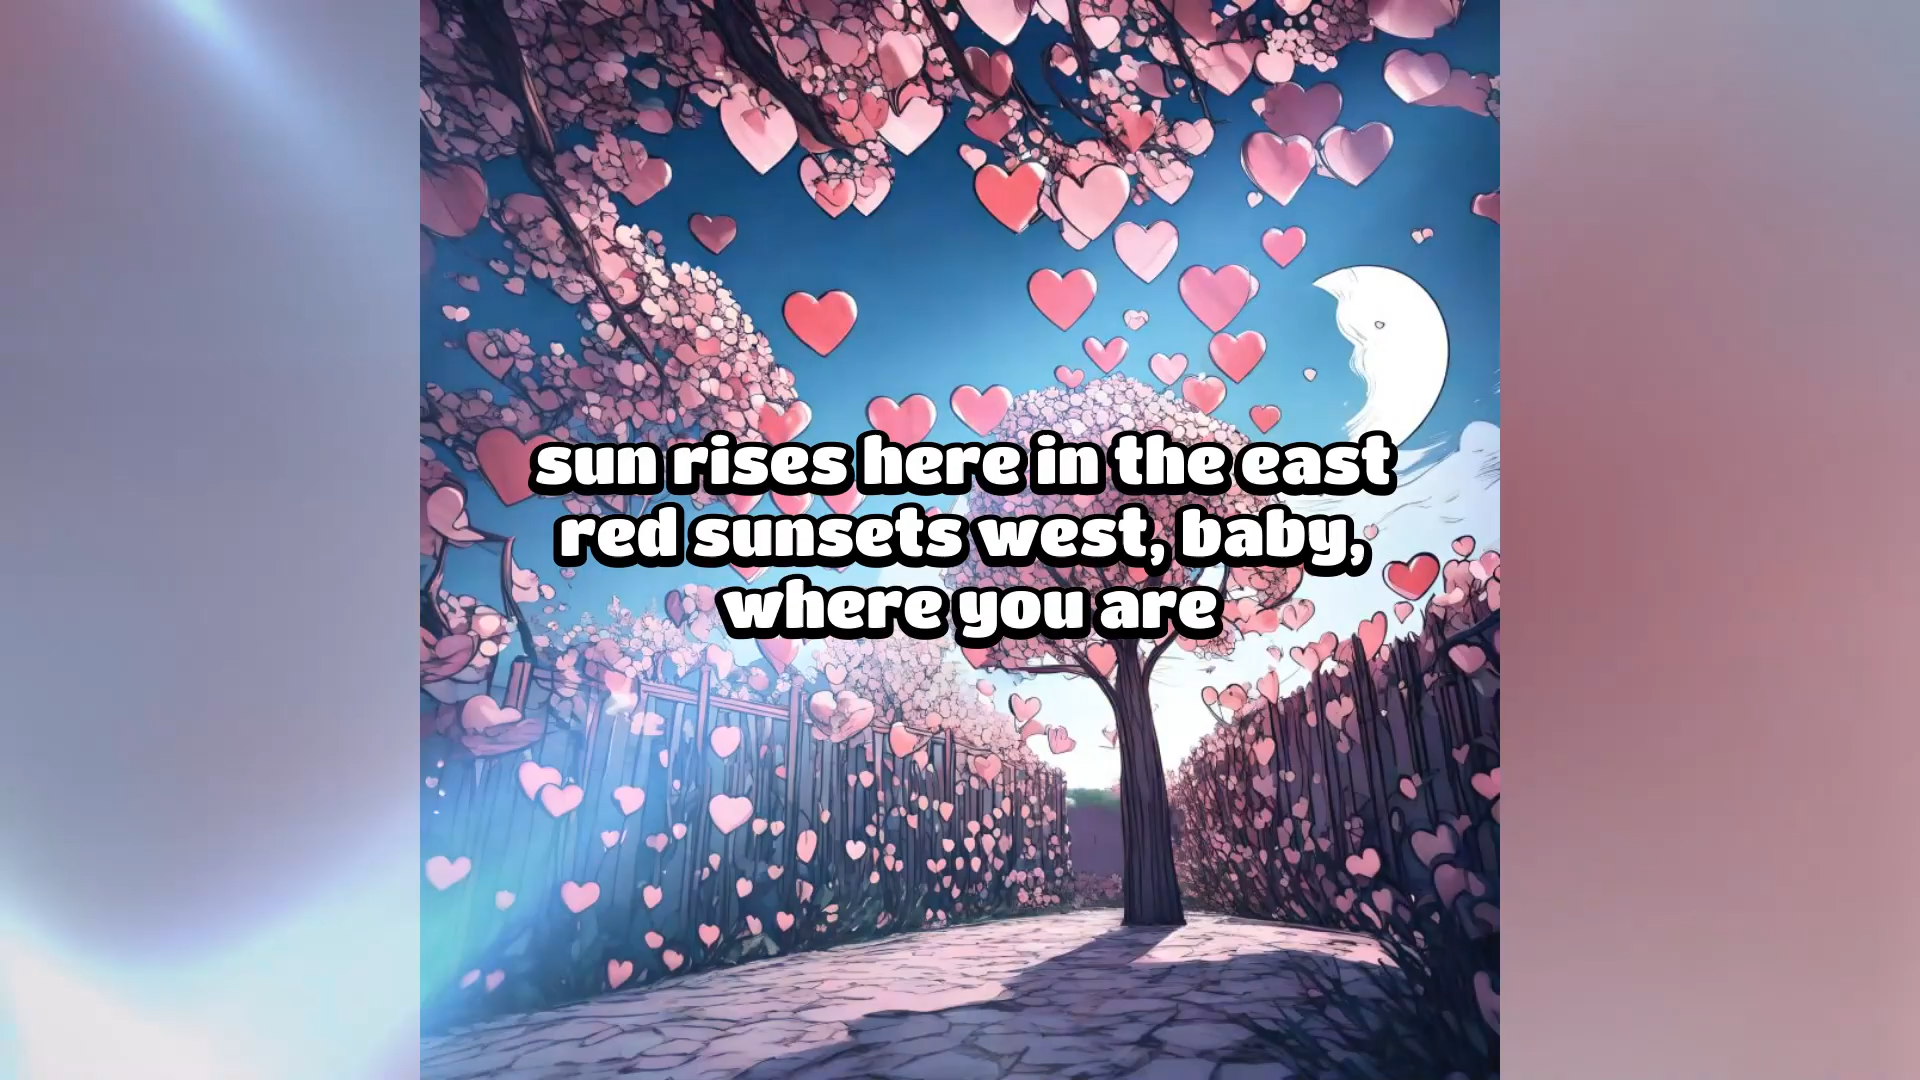 sun rises here in the east
red sunsets west, baby,
where you are